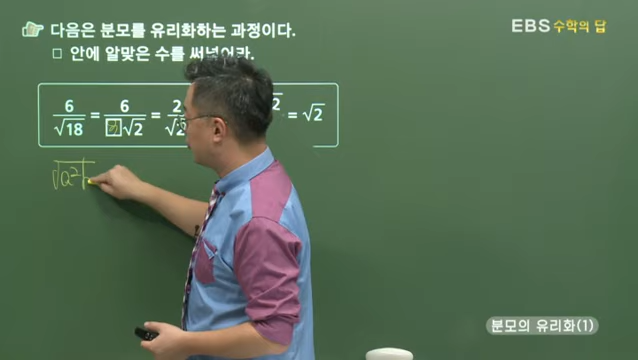 다음은 분모를 유리화하는 과정이다.
□ 안에 알맞은 수를 써넣어라.
EBS 수학의 답
6/√18 = 6/□√2 = 2/√2 = √2
√a²b
분모의 유리화(1)